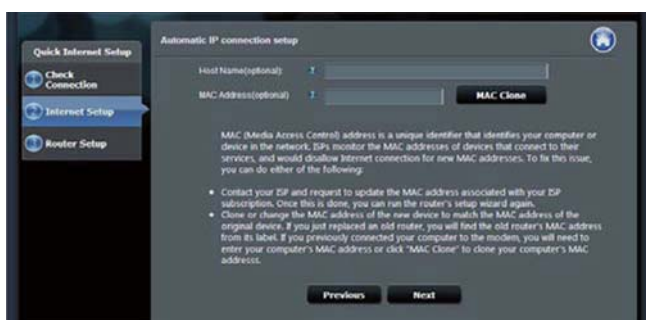 Quick Internet Setup
Check
Connection
Internet Setup
Router Setup
Automatic IP connection setup
Host Name(optional):
MAC Address(optional)
MAC Clone
MAC (Media Access Control) address is a unique identifier that identifies your computer or
device in the network. ISPs monitor the MAC addresses of devices that connect to their
services, and would disallow Internet connection for new MAC addresses. To fix this issue,
you can do either of the following:
• Contact your ISP and request to update the MAC address associated with your ISP
subscription. Once this is done, you can run the router's setup wizard again.
• Clone or change the MAC address of the new device to match the MAC address of the
original device. If you just replaced an old router, you will find the old router's MAC address
from its label. If you previously connected your computer to the modem, you will need to
enter your computer's MAC address or click "MAC Clone" to clone your computer's MAC
addresss.
Previous
Next